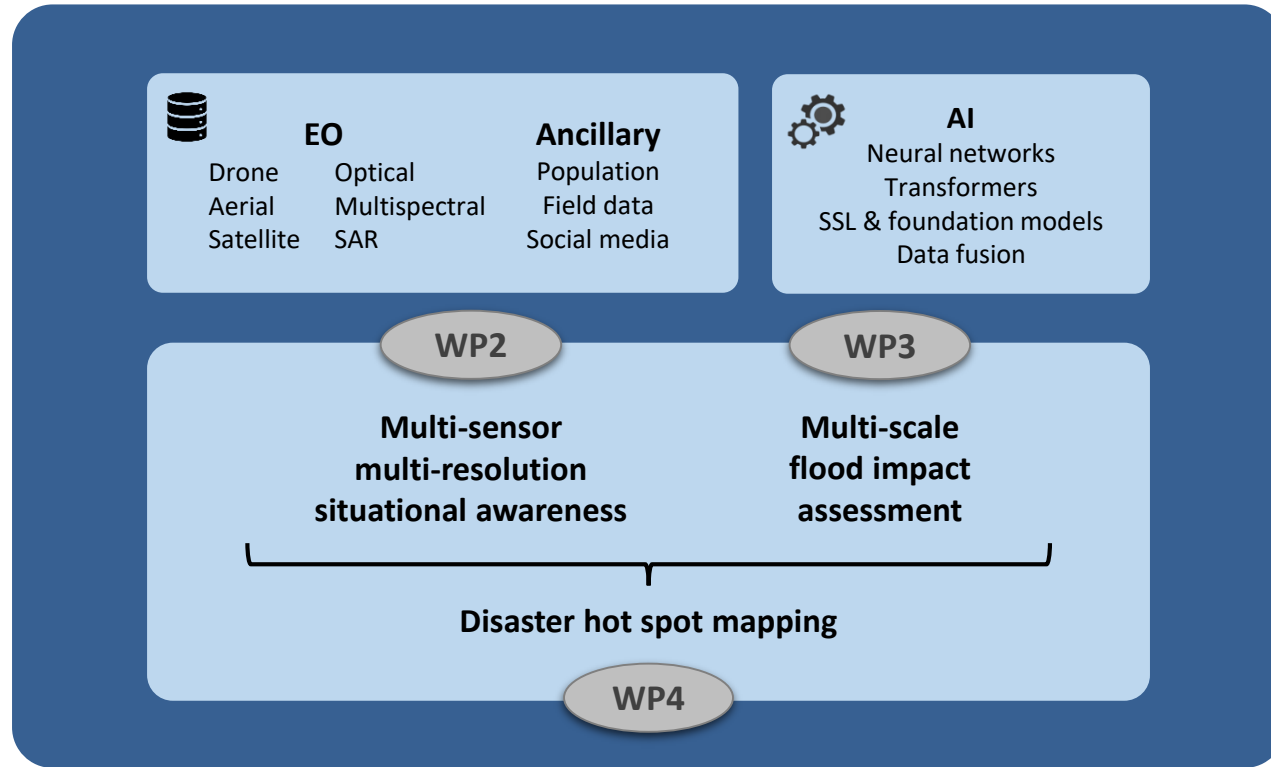 EO
Drone
Aerial
Satellite
Optical
Multispectral
SAR
Ancillary
Population
Field data
Social media
AI
Neural networks
Transformers
SSL & foundation models
Data fusion
WP2
WP3
Multi-sensor
multi-resolution
situational awareness
Multi-scale
flood impact
assessment
Disaster hot spot mapping
WP4